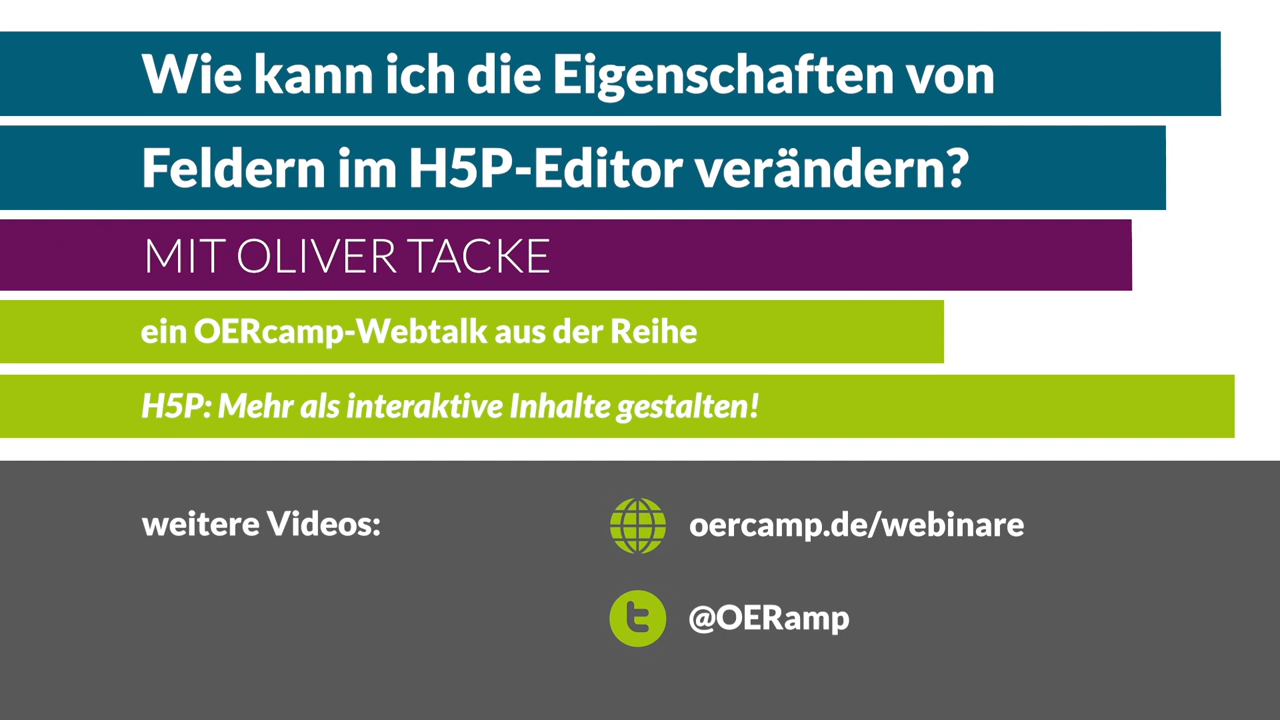 Wie kann ich die Eigenschaften von
Feldern im H5P-Editor verändern?
MIT OLIVER TACKE
ein OERcamp-Webtalk aus der Reihe
H5P: Mehr als interaktive Inhalte gestalten!
weitere Videos:
oercamp.de/webinare
@OERamp